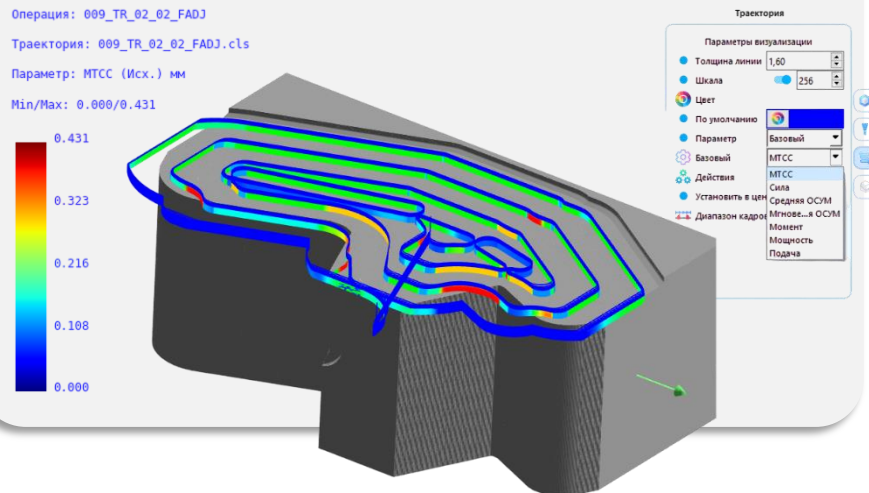 Операция: 009_TR_02_02_FADJ
Траектория: 009_TR_02_02_FADJ.cls
Параметр: МТСС (Исх.) мм
Min/Max: 0.000/0.431
0.431
0.323
0.216
0.108
0.000
Траектория
Параметры визуализации
Толщина линии 1,60
Шкала 256
Цвет
По умолчанию
Параметр Базовый
Базовый МТСС
Действия
Установить в цен
Диапазон кадров
МТСС
Сила
Средняя ОСУМ
Мгнове...я ОСУМ
Момент
Мощность
Подача